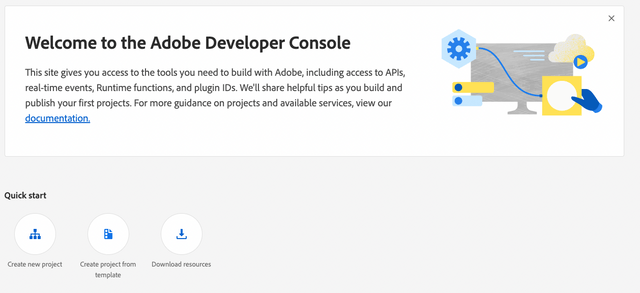 Welcome to the Adobe Developer Console
This site gives you access to the tools you need to build with Adobe, including access to APIs,
real-time events, Runtime functions, and plugin IDs. We'll share helpful tips as you build and
publish your first projects. For more guidance on projects and available services, view our
documentation.
Quick start
Create new project
Create project from
template
Download resources